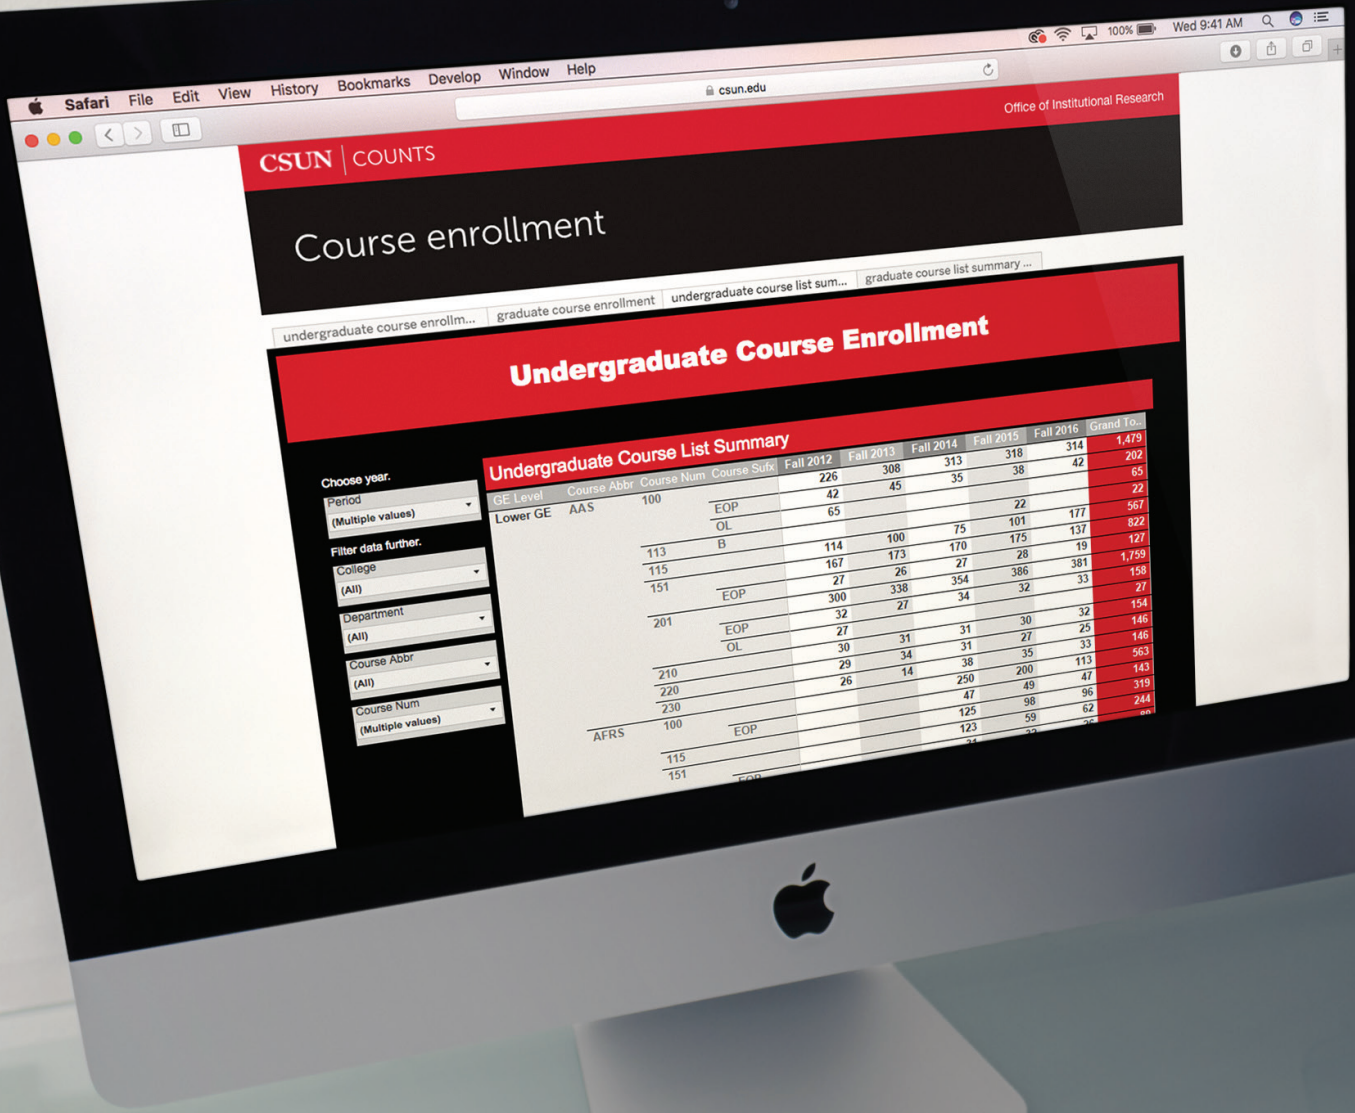 Safari File Edit View History Bookmarks Develop Window Help 100% Wed 9:41 AM
csun.edu
CSUN | COUNTS Office of Institutional Research
Course enrollment
undergraduate course enrollm... graduate course enrollment undergraduate course list sum... graduate course list summary ...
Undergraduate Course Enrollment
Choose year.
Period
(Multiple values)
Filter data further.
College
(All)
Department
(All)
Course Abbr
(All)
Course Num
(Multiple values)
Undergraduate Course List Summary
GE Level Course Abbr Course Num Course Sufx Fall 2012 Fall 2013 Fall 2014 Fall 2015 Fall 2016 Grand To..
Lower GE AAS 100 226 308 313 318 314 1,479
EOP 42 45 35 38 42 202
OL 65 65
113 B 22 22
115 114 100 75 101 177 567
151 167 173 170 175 137 822
EOP 27 26 27 28 19 127
201 300 338 354 386 381 1,759
EOP 32 27 34 32 33 158
OL 27 27
210 30 31 31 30 32 154
220 29 34 31 27 25 146
230 26 14 38 35 33 146
AFRS 100 250 200 113 563
EOP 47 49 47 143
115 125 98 96 319
151 123 59 62 244
EOP